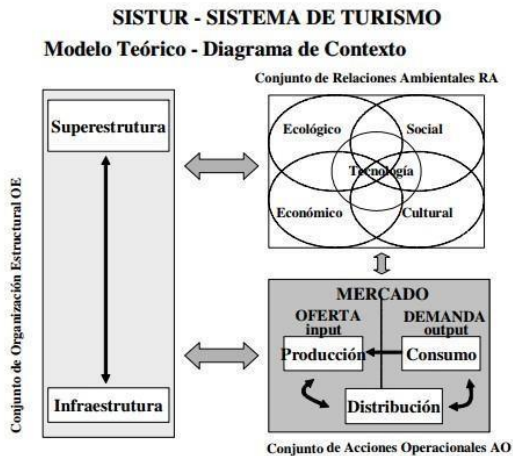 SISTUR - SISTEMA DE TURISMO
Modelo Teórico - Diagrama de Contexto
Conjunto de Organización Estructural OE
Superestrutura
Infraestrutura
Conjunto de Relaciones Ambientales RA
Ecológico
Social
Tecnología
Económico
Cultural
MERCADO
OFERTA
input
DEMANDA
output
Producción
Consumo
Distribución
Conjunto de Acciones Operacionales AO